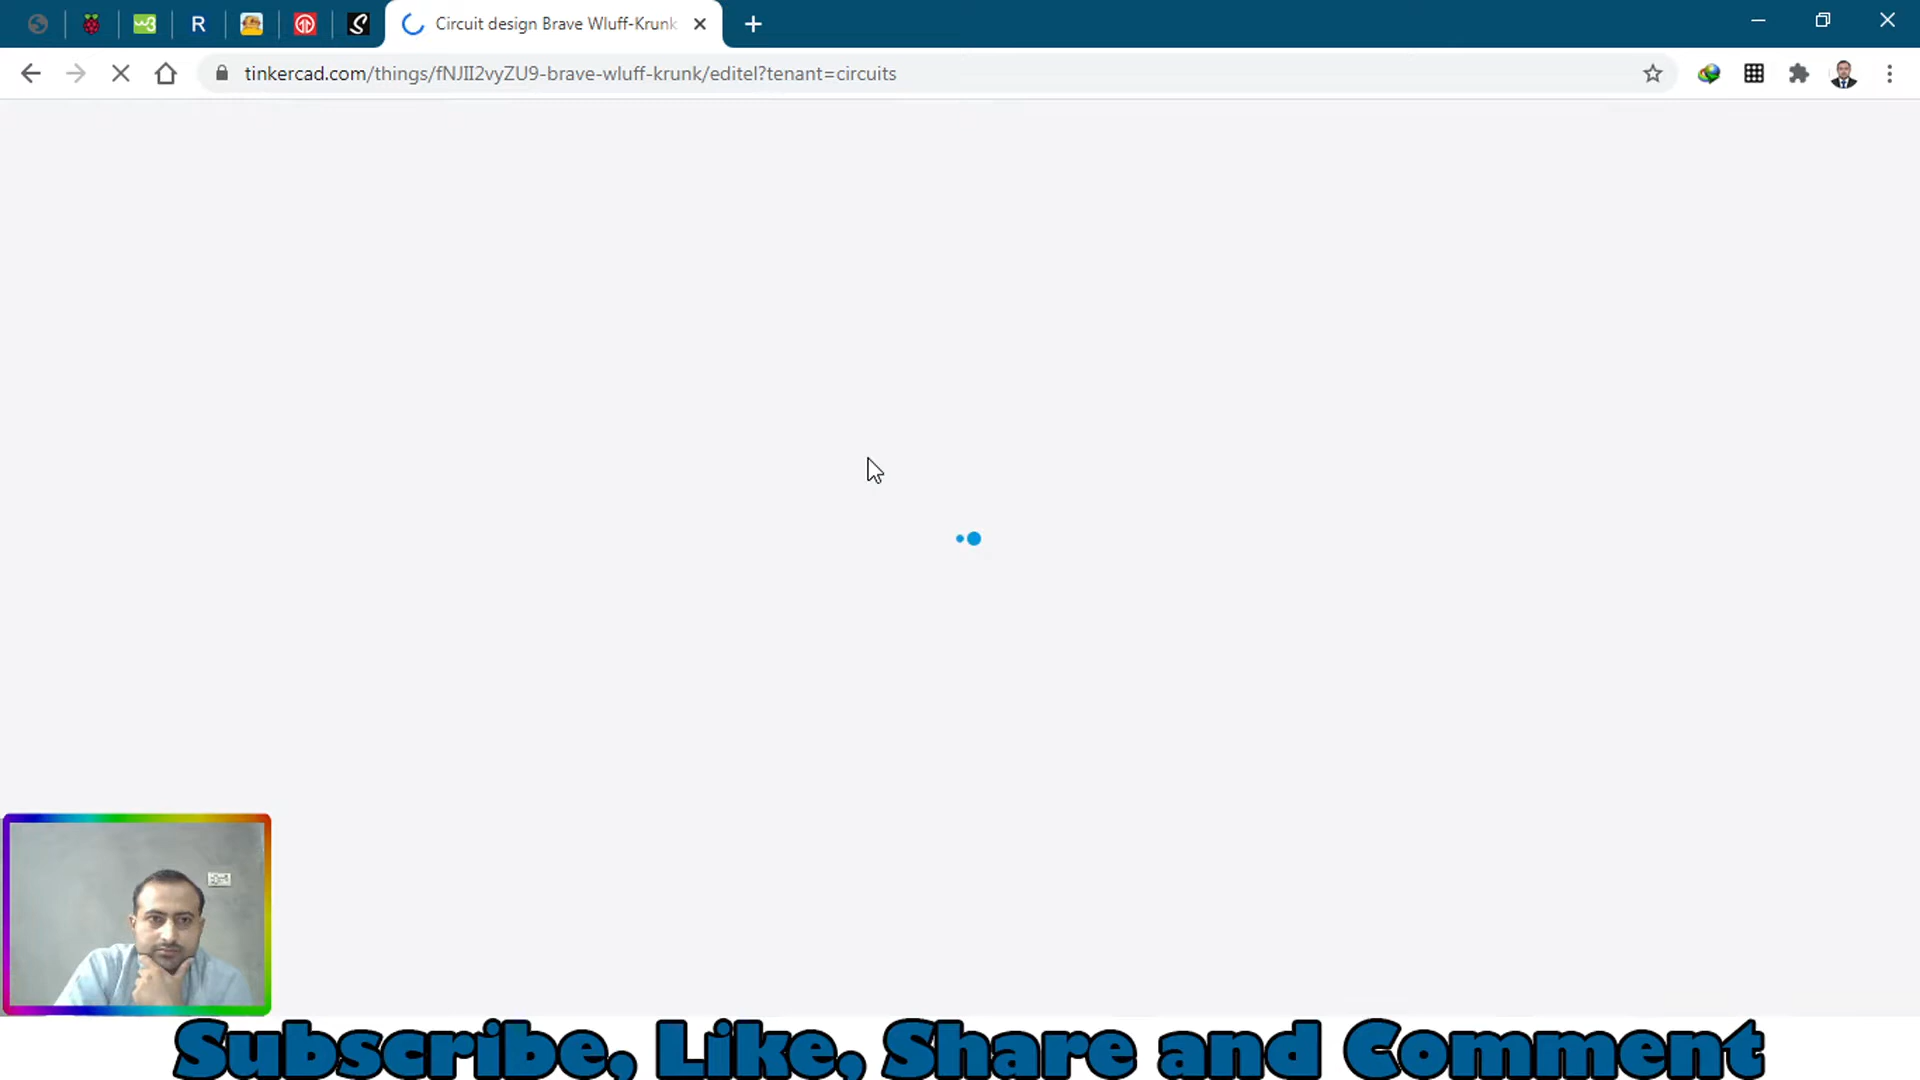 w3 R S Circuit design Brave Wluff-Krunk
tinkercad.com/things/fNJII2vyZU9-brave-wluff-krunk/editel?tenant=circuits
Subscribe, Like, Share and Comment